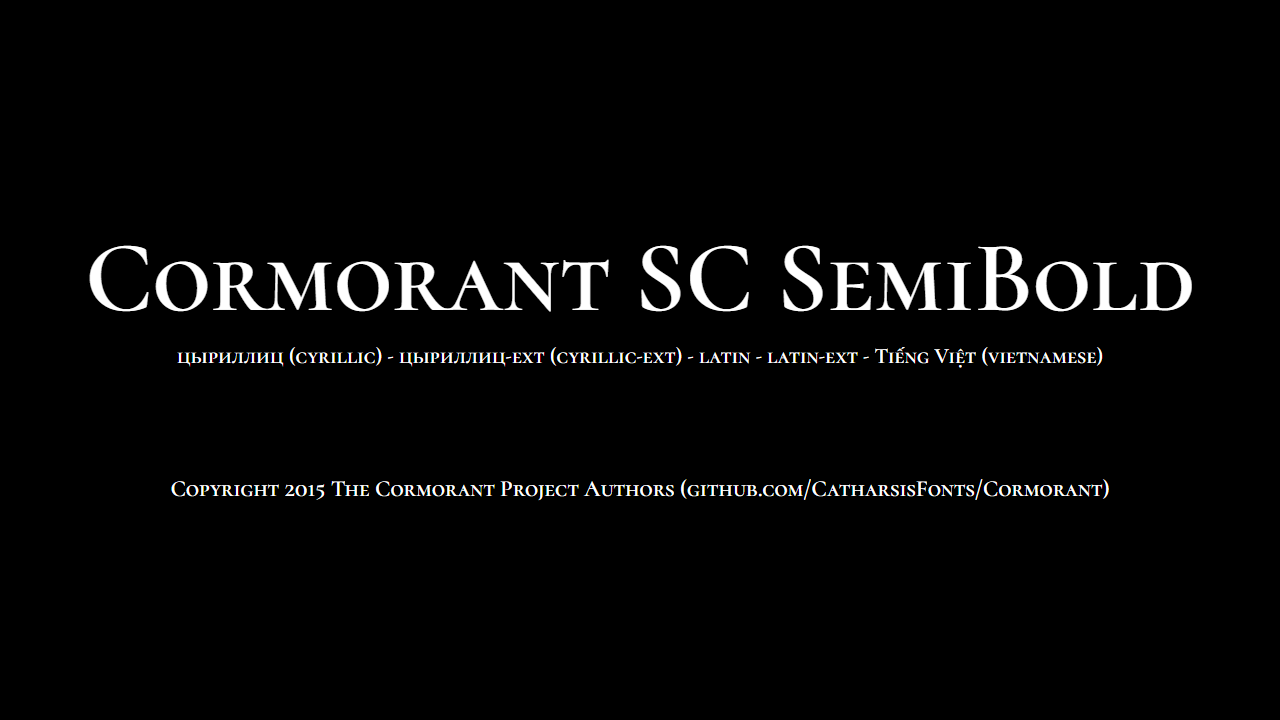 Cormorant SC SemiBold
цыриллиц (cyrillic) - цыриллиц-ext (cyrillic-ext) - latin - latin-ext - Tiếng Việt (vietnamese)
Copyright 2015 The Cormorant Project Authors (github.com/CatharsisFonts/Cormorant)